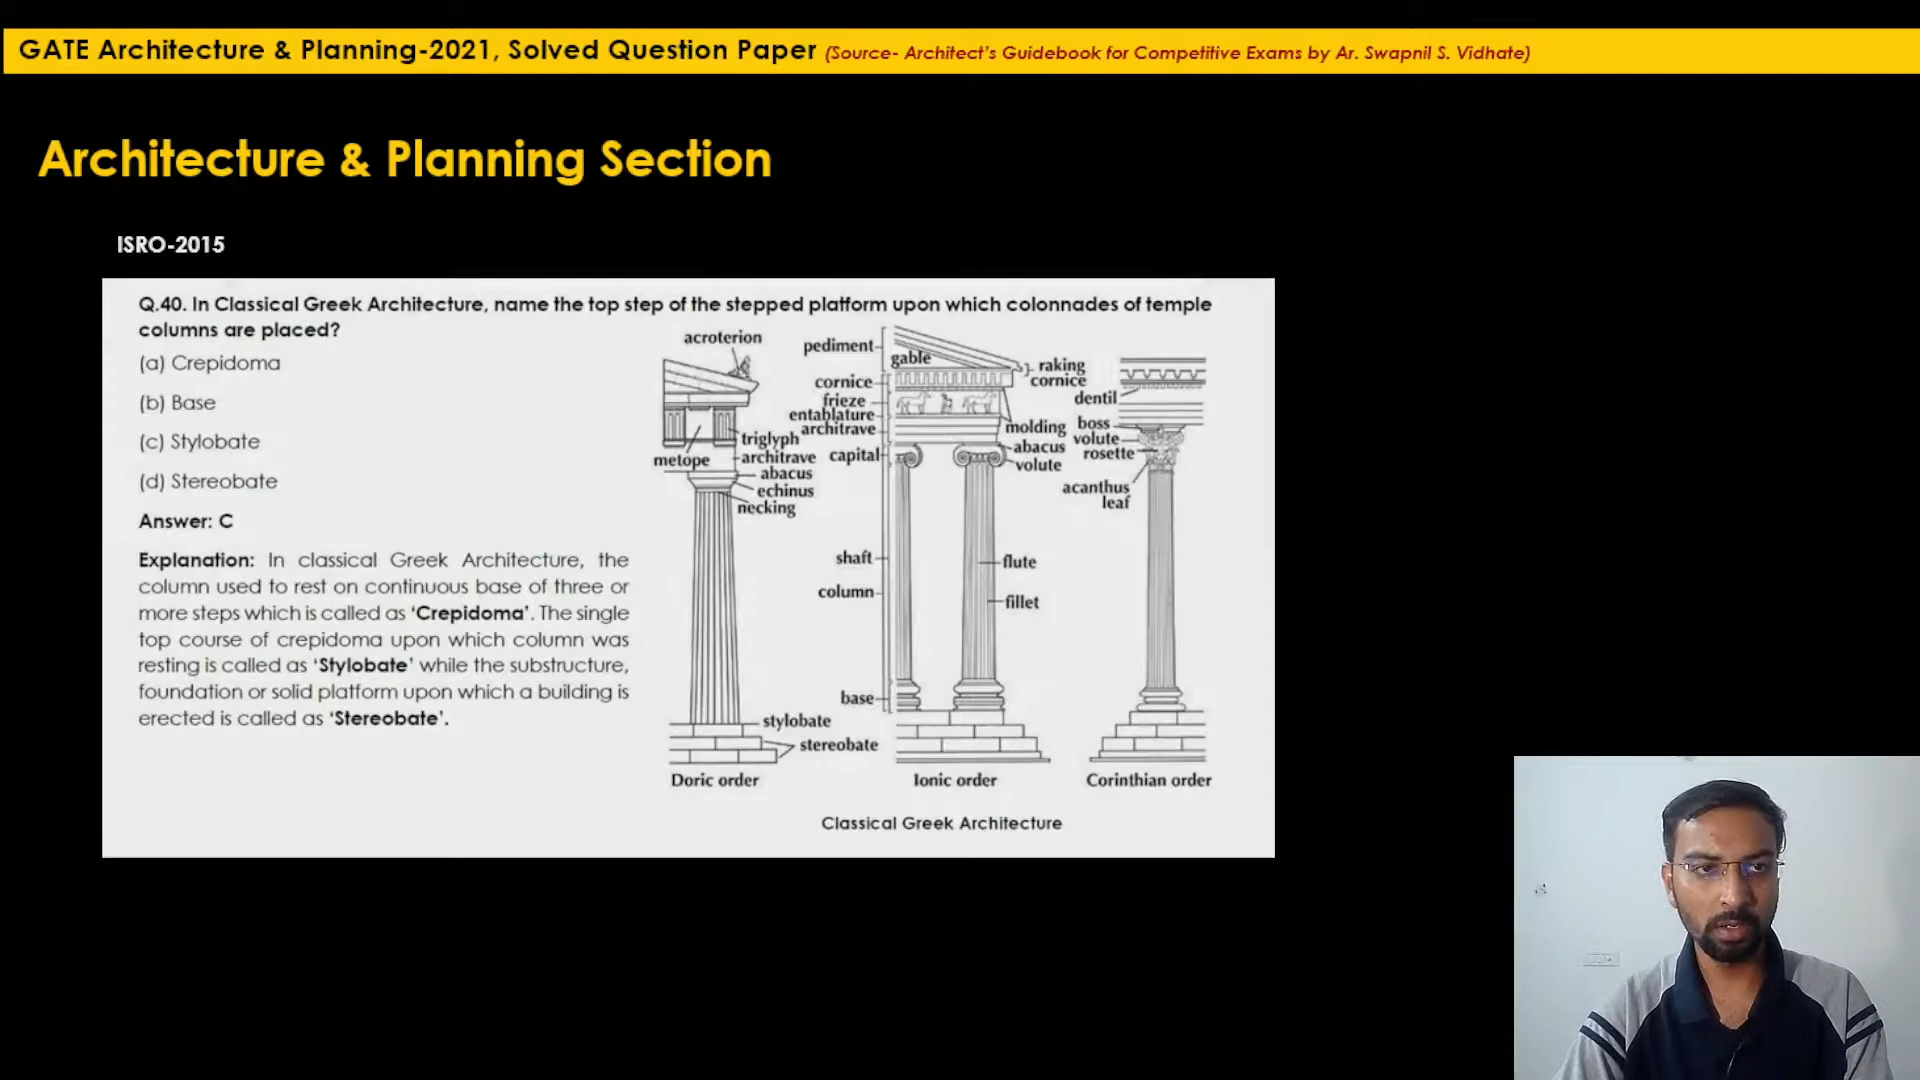 GATE Architecture & Planning-2021, Solved Question Paper (Source- Architect's Guidebook for Competitive Exams by Ar. Swapnil S. Vidhate)
Architecture & Planning Section
ISRO-2015
Q.40. In Classical Greek Architecture, name the top step of the stepped platform upon which colonnades of temple
columns are placed?
(a) Crepidoma
(b) Base
(c) Stylobate
(d) Stereobate
Answer: C
Explanation: In classical Greek Architecture, the
column used to rest on continuous base of three or
more steps which is called as 'Crepidoma'. The single
top course of crepidoma upon which column was
resting is called as 'Stylobate' while the substructure,
foundation or solid platform upon which a building is
erected is called as 'Stereobate'.
acroterion
triglyph
metope
architrave
abacus
echinus
necking
stylobate
stereobate
Doric order
pediment
gable
raking
cornice
cornice
frieze
entablature
architrave
molding
abacus
capital
volute
shaft
flute
column
fillet
base
Ionic order
dentil
boss
volute
rosette
acanthus
leaf
Corinthian order
Classical Greek Architecture